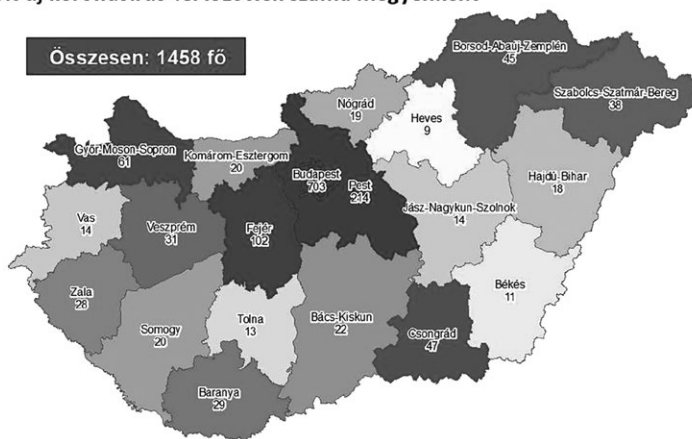 Összesen: 1458 fő
Borsod-Abaúj-Zemplén
45
Szabolcs-Szatmár-Bereg
38
Nógrád
19
Heves
9
Győr-Moson-Sopron
61
Komárom-Esztergom
20
Budapest
703
Pest
214
Hajdú-Bihar
18
Jász-Nagykun-Szolnok
14
Vas
14
Veszprém
31
Fejér
102
Zala
28
Somogy
20
Tolna
13
Bács-Kiskun
22
Békés
11
Csongrád
47
Baranya
29